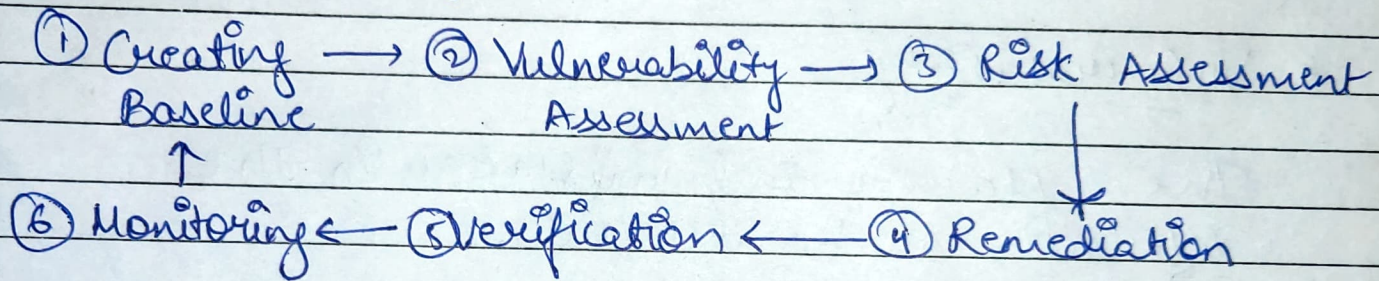 ① Creating → ② Vulnerability → ③ Risk Assessment
Baseline Assessment
↑ ↓
⑥ Monitoring ← ⑤ Verification ← ④ Remediation